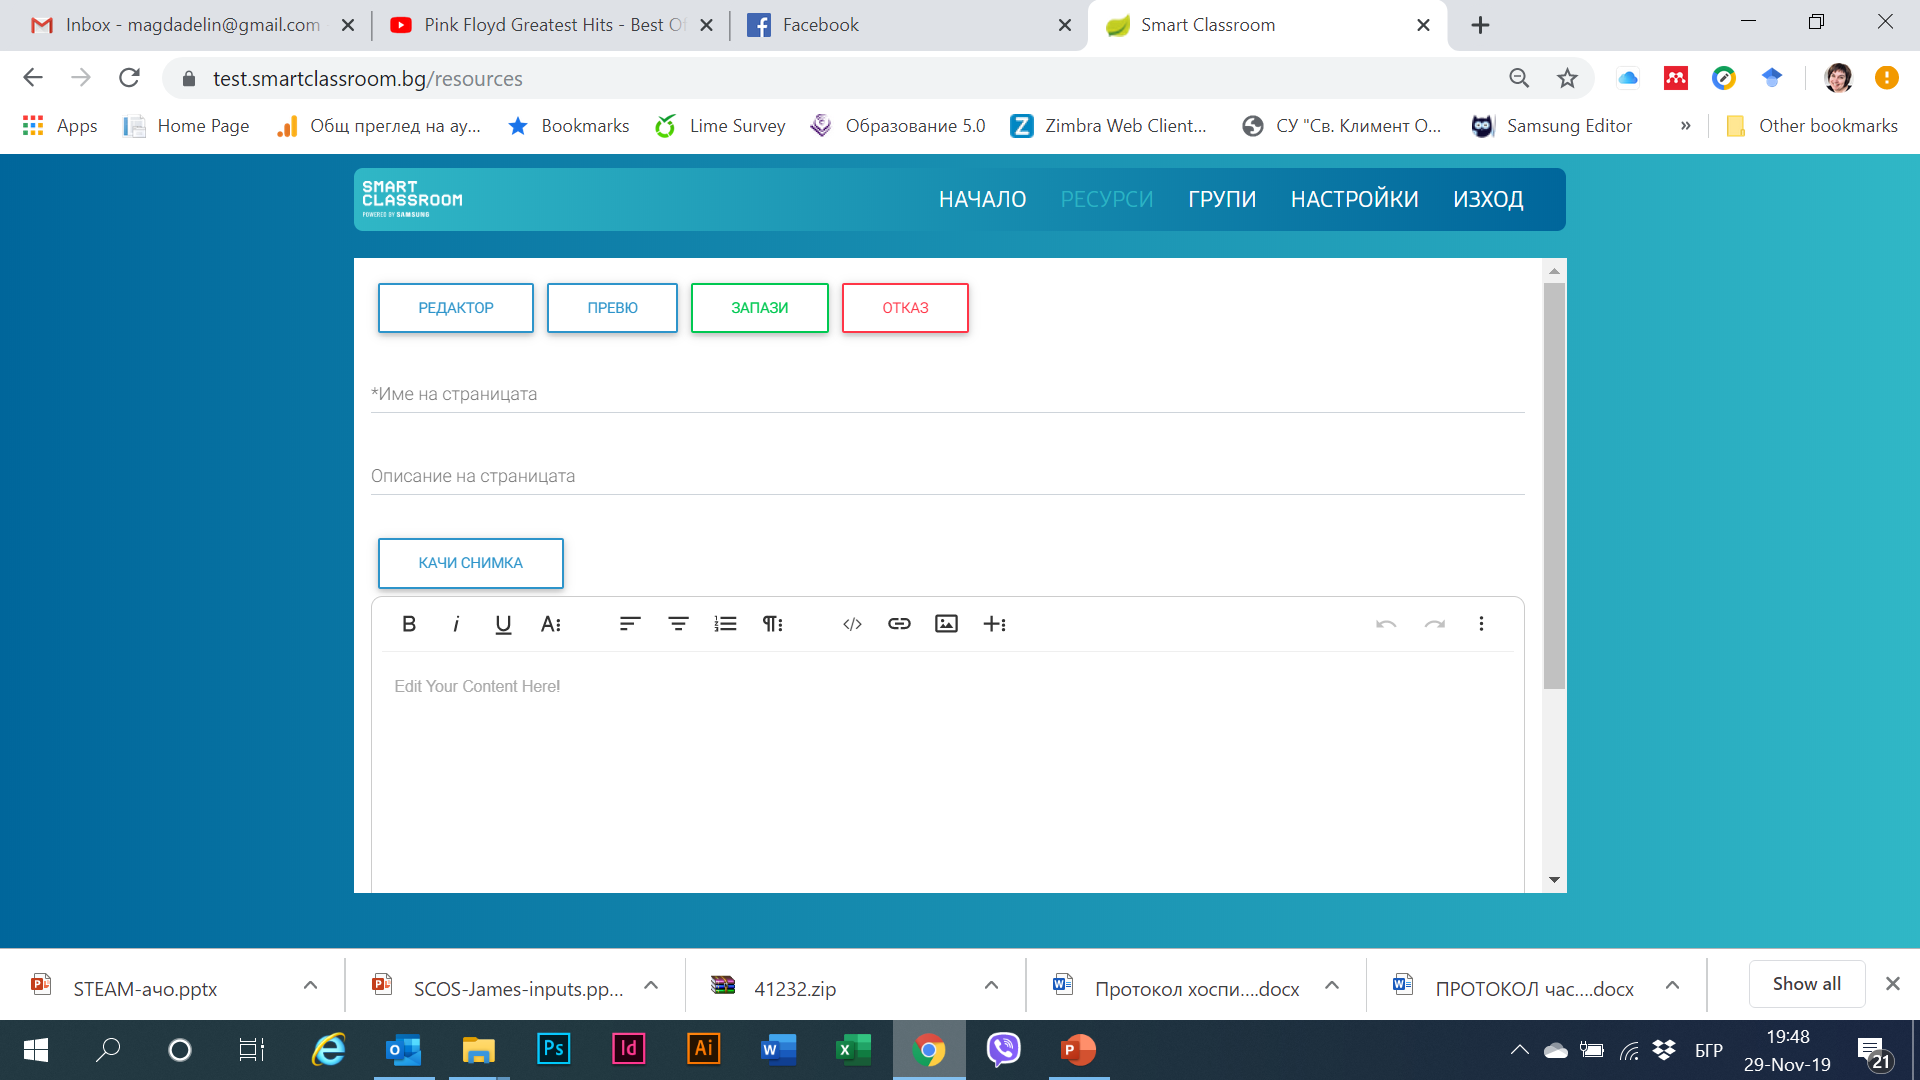 Inbox - magdadelin@gmail.com
Pink Floyd Greatest Hits - Best Of
Facebook
Smart Classroom
test.smartclassroom.bg/resources
Apps
Home Page
Общ преглед на ау...
Bookmarks
Lime Survey
Образование 5.0
Zimbra Web Client...
СУ "Св. Климент О...
Samsung Editor
»
Other bookmarks
SMART
CLASSROOM
POWERED BY SAMSUNG
НАЧАЛО
РЕСУРСИ
ГРУПИ
НАСТРОЙКИ
ИЗХОД
РЕДАКТОР
ПРЕВЮ
ЗАПАЗИ
ОТКАЗ
*Име на страницата
Описание на страницата
КАЧИ СНИМКА
Edit Your Content Here!
STEAM-ачо.pptx
SCOS-James-inputs.pp...
41232.zip
Протокол хоспи....docx
ПРОТОКОЛ час....docx
Show all
Ps
Id
Ai
БГР
19:48
29-Nov-19
21